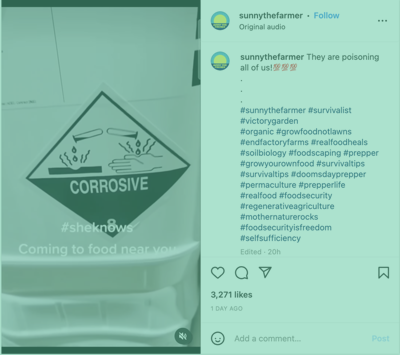 sunnythefarmer • Follow
Original audio
sunnythefarmer They are poisoning
all of us!💯💯💯
.
.
.
#sunnythefarmer #survivalist
#victorygarden
#organic #growfoodnotlawns
#endfactoryfarms #realfoodheals
#soilbiology #foodscaping #prepper
#growyourownfood #survivaltips
#survivaltips #doomsdayprepper
#permaculture #prepperlife
#realfood #foodsecurity
#regenerativeagriculture
#mothernaturerocks
#foodsecurityisfreedom
#selfsufficiency
Edited · 20h
CORROSIVE
8
#sheknows
Coming to food near you
3,271 likes
1 DAY AGO
Add a comment...
Post